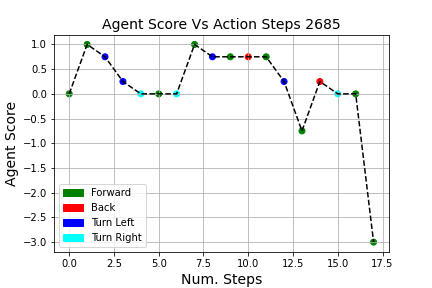 Agent Score Vs Action Steps 2685
Agent Score
1.0
0.5
0.0
−0.5
−1.0
−1.5
−2.0
−2.5
−3.0
Forward
Back
Turn Left
Turn Right
0.0 2.5 5.0 7.5 10.0 12.5 15.0 17.5
Num. Steps